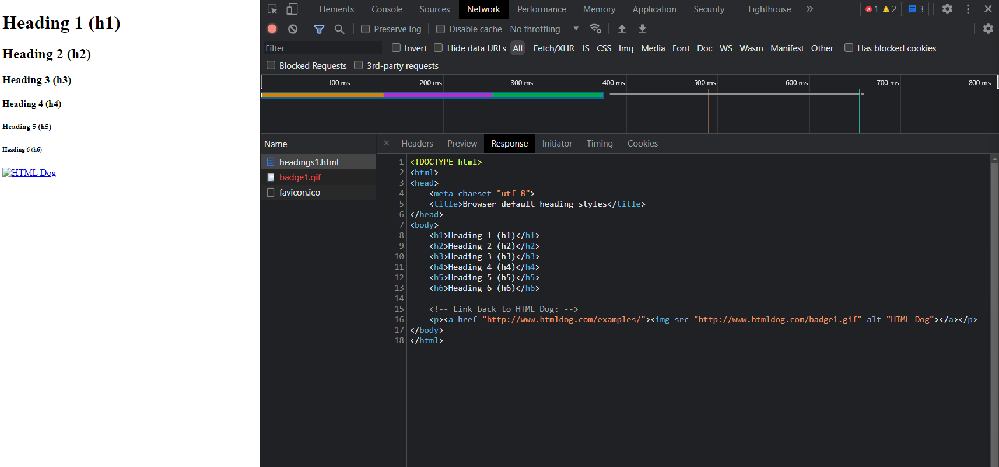 Heading 1 (h1)
Heading 2 (h2)
Heading 3 (h3)
Heading 4 (h4)
Heading 5 (h5)
Heading 6 (h6)
HTML Dog
Elements Console Sources Network Performance Memory Application Security Lighthouse » 1 2 3
Preserve log Disable cache No throttling
Filter Invert Hide data URLs All Fetch/XHR JS CSS Img Media Font Doc WS Wasm Manifest Other Has blocked cookies
Blocked Requests 3rd-party requests
100 ms 200 ms 300 ms 400 ms 500 ms 600 ms 700 ms 800 ms
Name
headings1.html
badge1.gif
favicon.ico
Headers Preview Response Initiator Timing Cookies
1 <!DOCTYPE html>
2 <html>
3 <head>
4 <meta charset="utf-8">
5 <title>Browser default heading styles</title>
6 </head>
7 <body>
8 <h1>Heading 1 (h1)</h1>
9 <h2>Heading 2 (h2)</h2>
10 <h3>Heading 3 (h3)</h3>
11 <h4>Heading 4 (h4)</h4>
12 <h5>Heading 5 (h5)</h5>
13 <h6>Heading 6 (h6)</h6>
14
15 <!-- Link back to HTML Dog: -->
16 <p><a href="http://www.htmldog.com/examples/"><img src="http://www.htmldog.com/badge1.gif" alt="HTML Dog"></a></p>
17 </body>
18 </html>